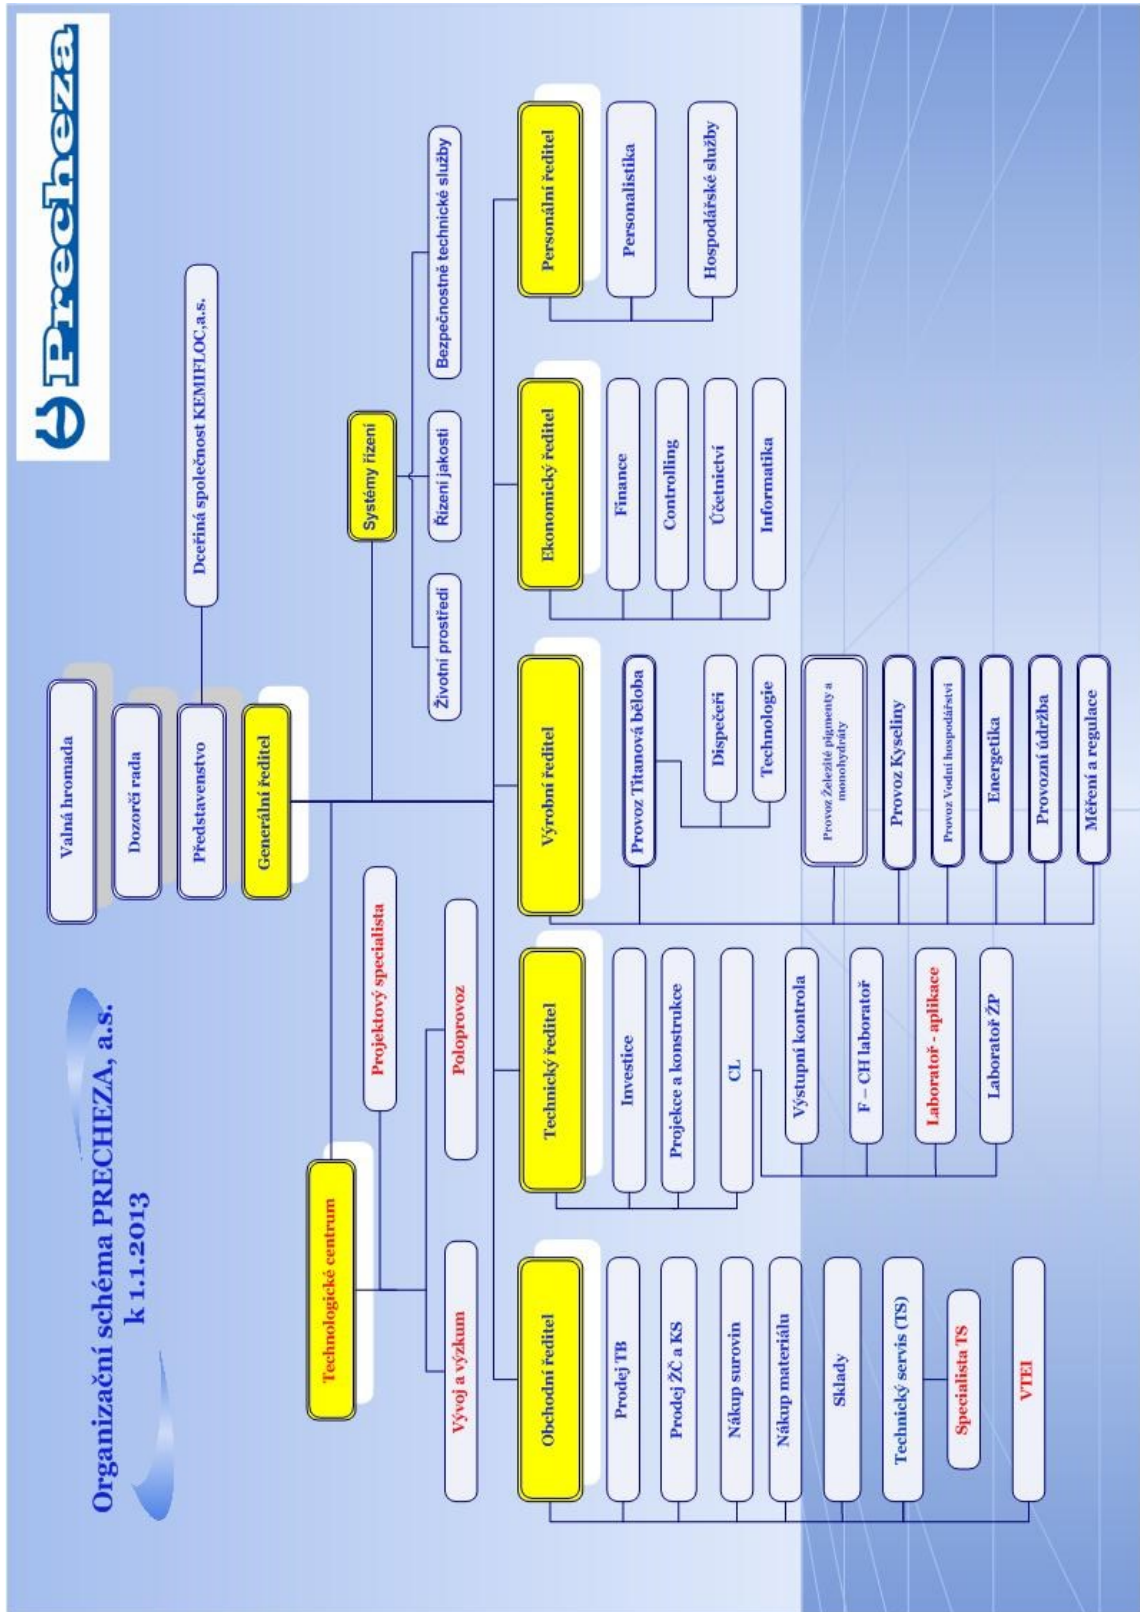 Precheza
Organizační schéma PRECHEZA, a.s.
k 1.1.2013
Valná hromada
Dozorčí rada
Představenstvo
Dceřiná společnost KEMIFLOC,a.s.
Generální ředitel
Technologické centrum
Projektový specialista
Systémy řízení
Vývoj a výzkum
Poloprovoz
Životní prostředí
Řízení jakosti
Bezpečnostně technické služby
Obchodní ředitel
Prodej TB
Prodej ŽČ a KS
Nákup surovin
Nákup materiálu
Sklady
Technický servis (TS)
Specialista TS
VTEI
Technický ředitel
Investice
Projekce a konstrukce
CL
Výstupní kontrola
F – CH laboratoř
Laboratoř - aplikace
Laboratoř ŽP
Výrobní ředitel
Provoz Titanová běloba
Dispečeři
Technologie
Provoz Železité pigmenty a
monohydráty
Provoz Kyseliny
Provoz Vodní hospodářství
Energetika
Provozní údržba
Měření a regulace
Ekonomický ředitel
Finance
Controlling
Účetnictví
Informatika
Personální ředitel
Personalistika
Hospodářské služby